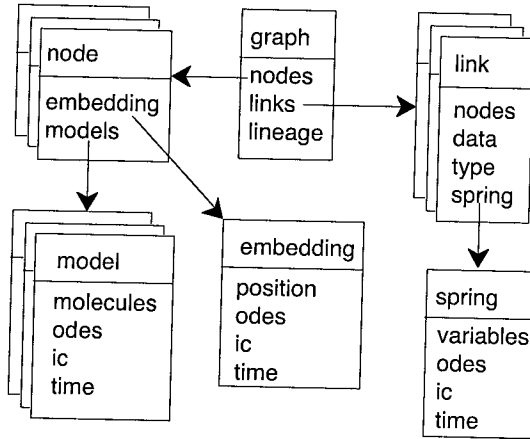 node
embedding
models
graph
nodes
links
lineage
link
nodes
data
type
spring
model
molecules
odes
ic
time
embedding
position
odes
ic
time
spring
variables
odes
ic
time